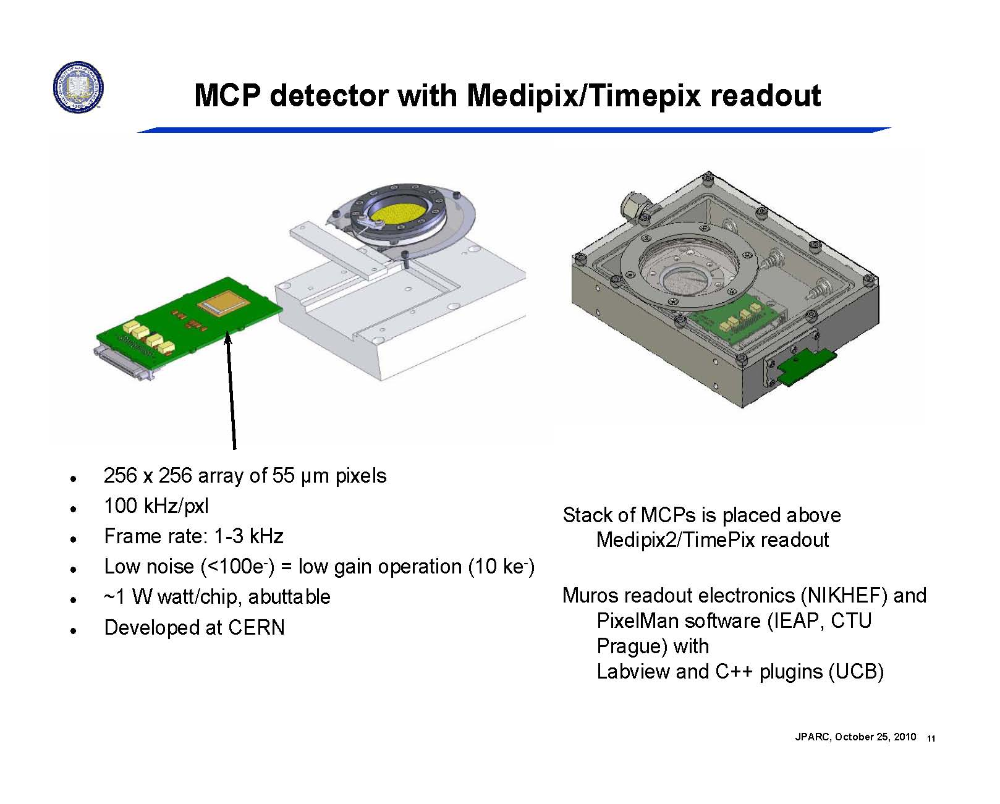 MCP detector with Medipix/Timepix readout
256 x 256 array of 55 µm pixels
100 kHz/pxl
Frame rate: 1-3 kHz
Low noise (<100e-) = low gain operation (10 ke-)
~1 W watt/chip, abuttable
Developed at CERN
Stack of MCPs is placed above
Medipix2/TimePix readout
Muros readout electronics (NIKHEF) and
PixelMan software (IEAP, CTU
Prague) with
Labview and C++ plugins (UCB)
JPARC, October 25, 2010 11